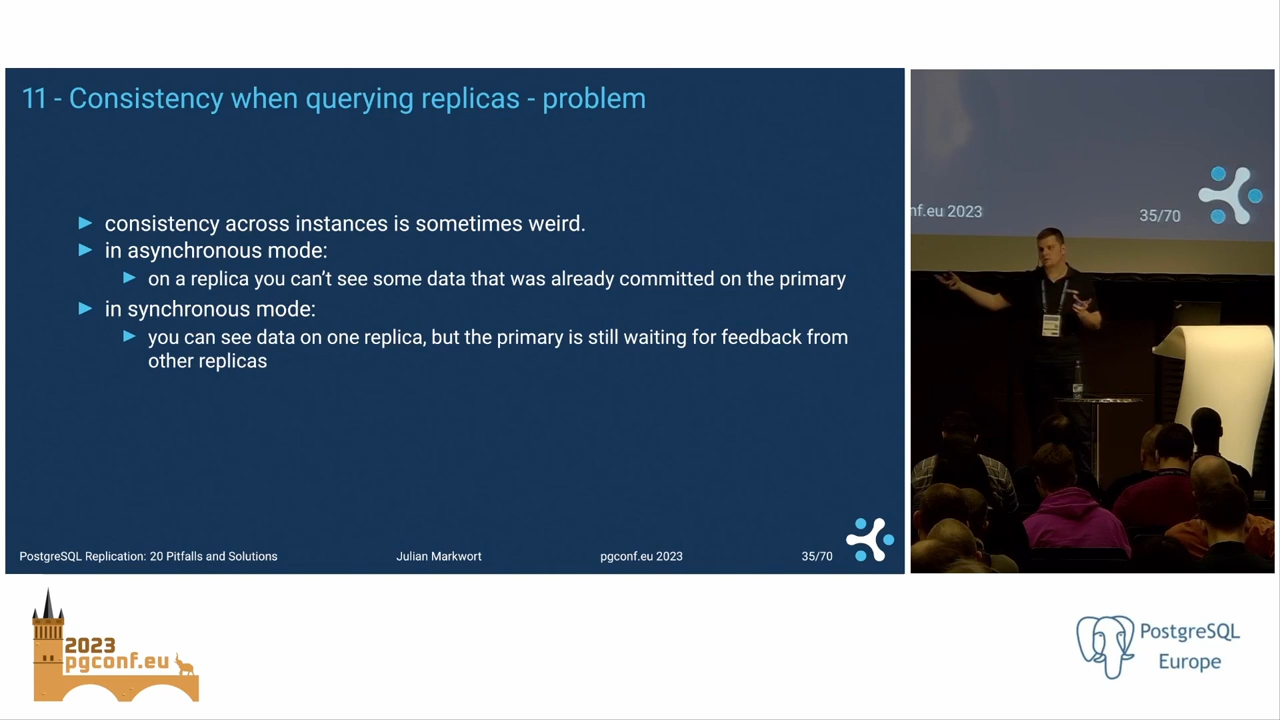 11 - Consistency when querying replicas - problem
consistency across instances is sometimes weird.
in asynchronous mode:
on a replica you can't see some data that was already committed on the primary
in synchronous mode:
you can see data on one replica, but the primary is still waiting for feedback from
other replicas
PostgreSQL Replication: 20 Pitfalls and Solutions
Julian Markwort
pgconf.eu 2023
35/70
nf.eu 2023
35/70
2023
pgconf.eu
PostgreSQL
Europe